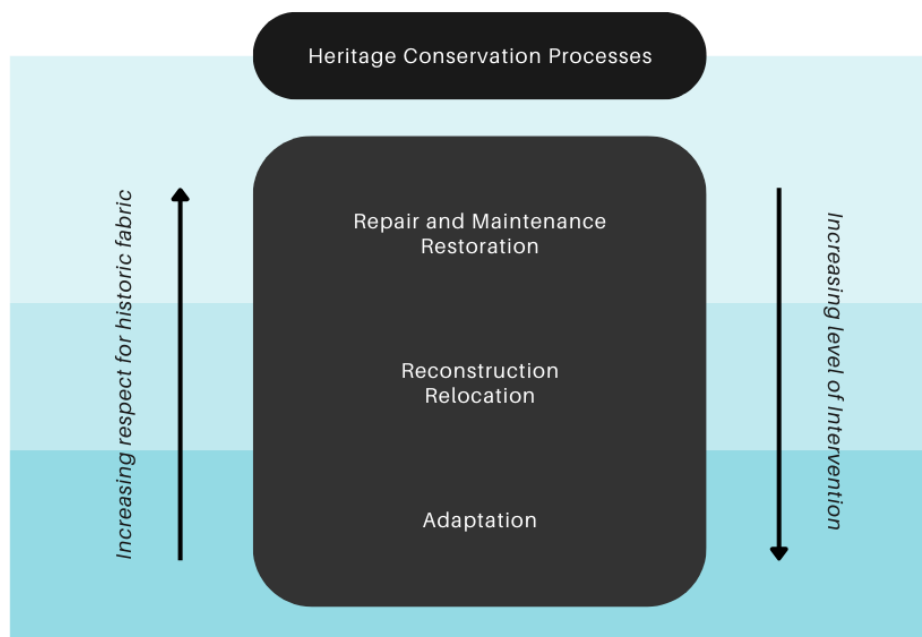 Heritage Conservation Processes
Increasing respect for historic fabric
Repair and Maintenance
Restoration
Reconstruction
Relocation
Adaptation
Increasing level of Intervention